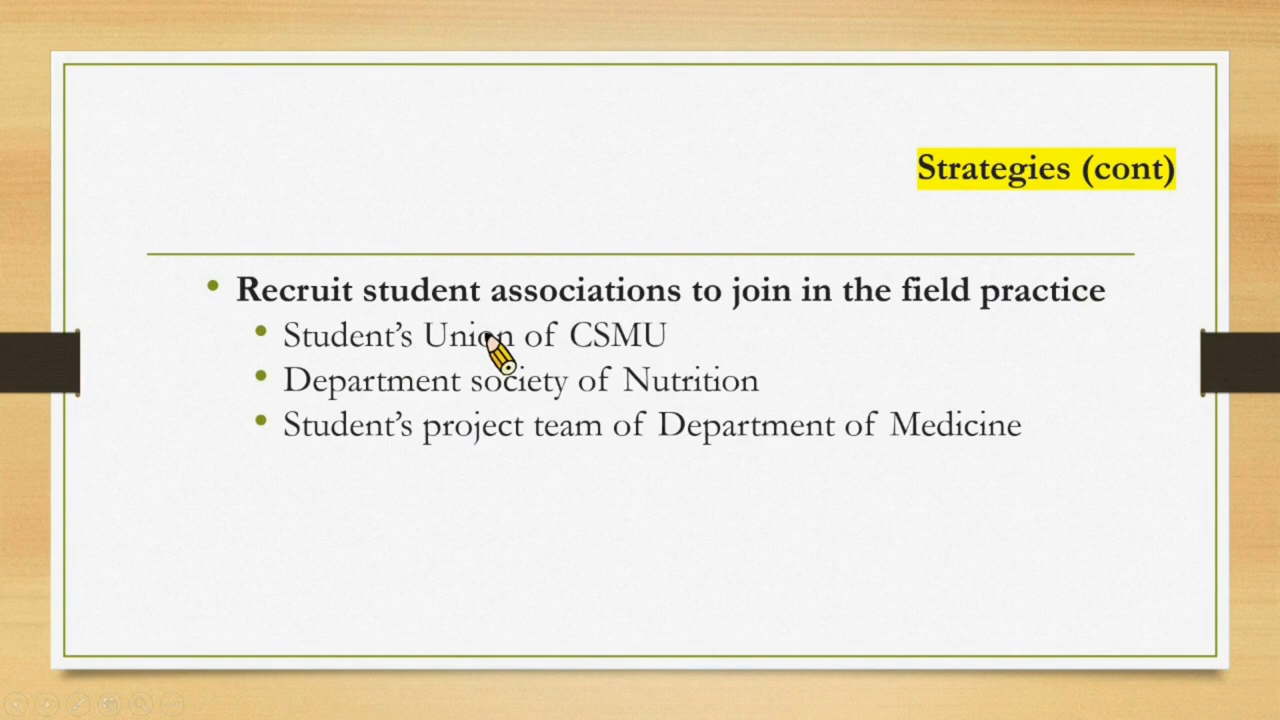 Strategies (cont)
• Recruit student associations to join in the field practice
• Student’s Union of CSMU
• Department society of Nutrition
• Student’s project team of Department of Medicine